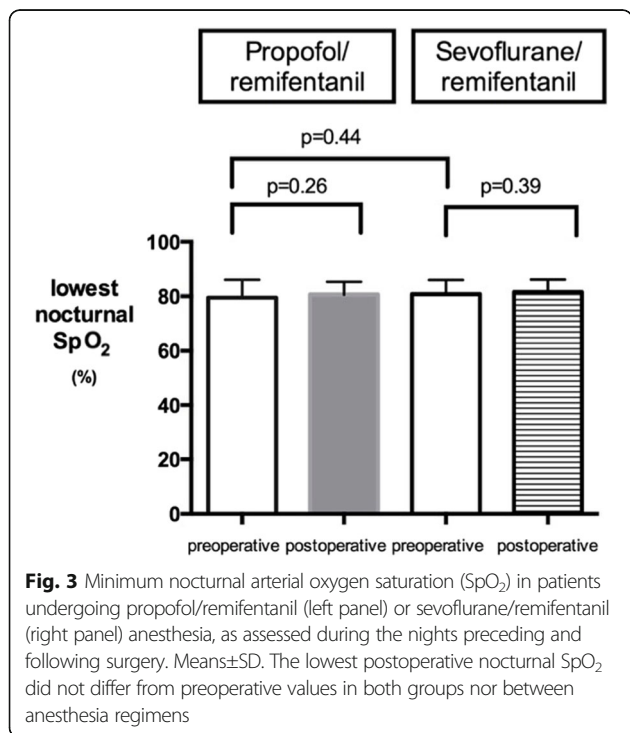 Propofol/
remifentanil
Sevoflurane/
remifentanil
p=0.44
p=0.26
p=0.39
100
80
60
40
20
0
lowest
nocturnal
SpO₂
(%)
preoperative postoperative preoperative postoperative
Fig. 3 Minimum nocturnal arterial oxygen saturation (SpO₂) in patients
undergoing propofol/remifentanil (left panel) or sevoflurane/remifentanil
(right panel) anesthesia, as assessed during the nights preceding and
following surgery. Means±SD. The lowest postoperative nocturnal SpO₂
did not differ from preoperative values in both groups nor between
anesthesia regimens